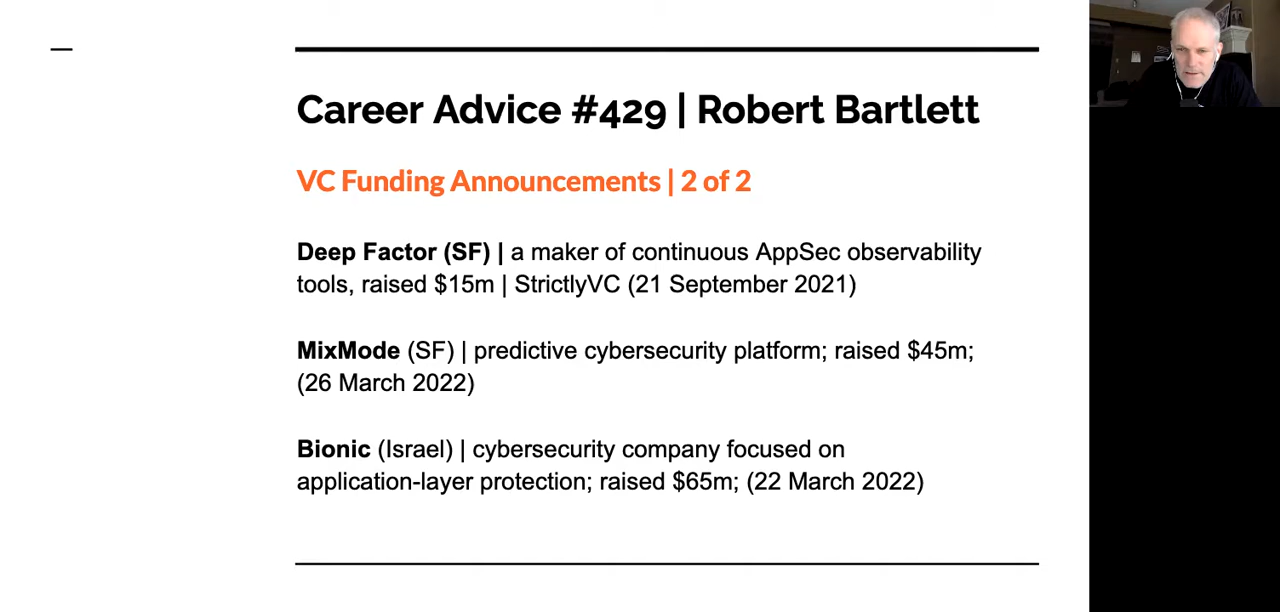 Career Advice #429 | Robert Bartlett
VC Funding Announcements | 2 of 2
Deep Factor (SF) | a maker of continuous AppSec observability
tools, raised $15m | StrictlyVC (21 September 2021)
MixMode (SF) | predictive cybersecurity platform; raised $45m;
(26 March 2022)
Bionic (Israel) | cybersecurity company focused on
application-layer protection; raised $65m; (22 March 2022)